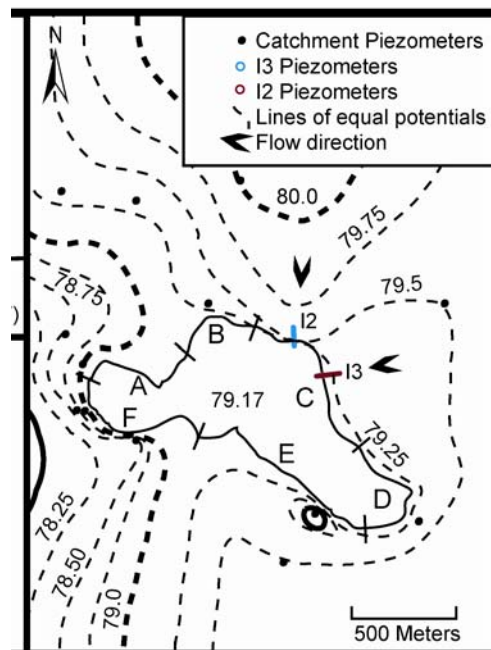 N
Catchment Piezometers
I3 Piezometers
I2 Piezometers
Lines of equal potentials
Flow direction
80.0
79.75
79.5
78.75
I2
B
I3
A
C
79.17
F
79.25
E
D
78.25
78.50
79.0
500 Meters
)